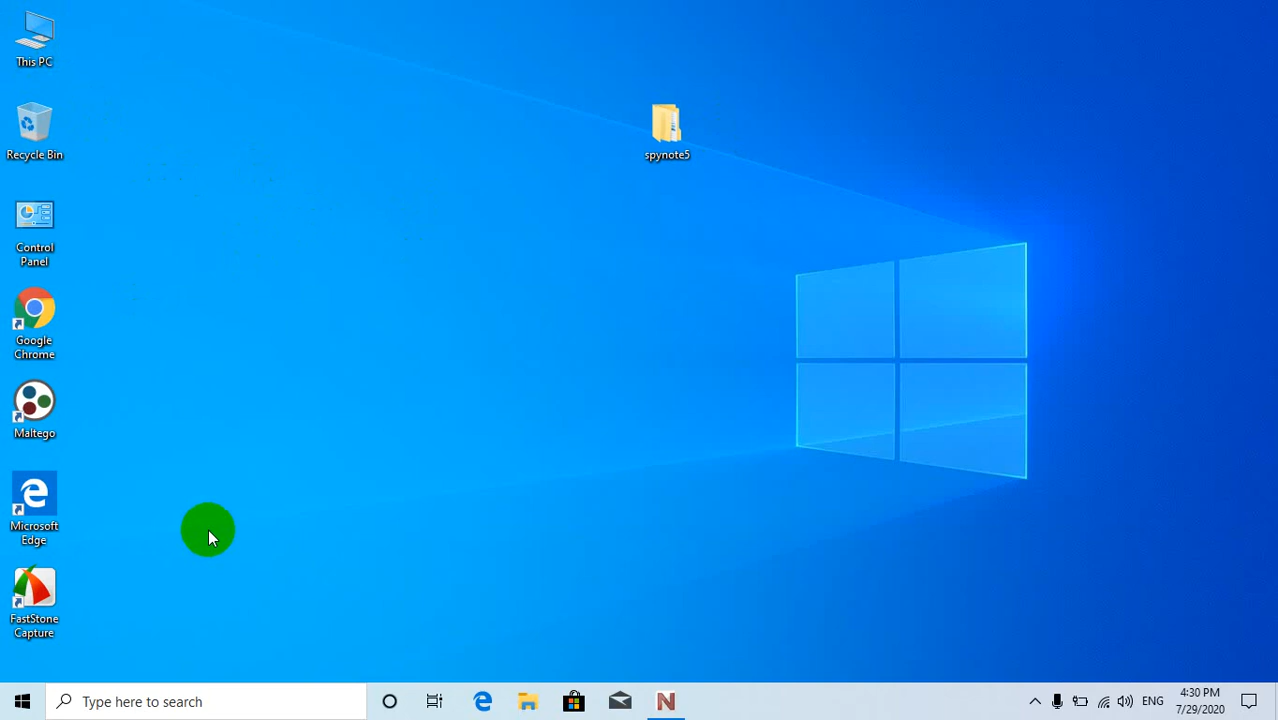 This PC
Recycle Bin
Control
Panel
Google
Chrome
Maltego
Microsoft
Edge
FastStone
Capture
spynote5
Type here to search
N
ENG
4:30 PM
7/29/2020